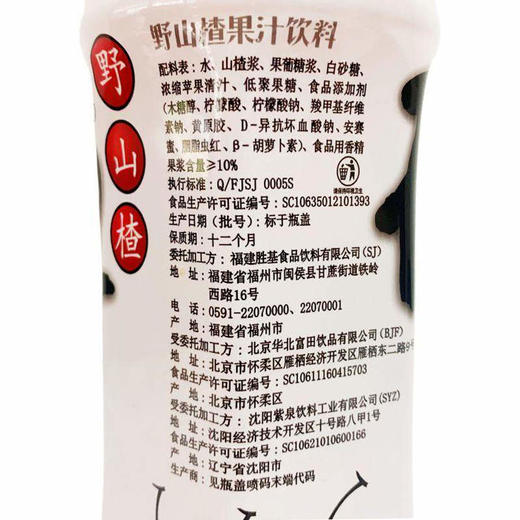 野山楂果汁饮料
野
山
楂
配料表：水、山楂浆、果葡糖浆、白砂糖、
浓缩苹果清汁、低聚果糖、食品添加剂
(木糖醇、柠檬酸、柠檬酸钠、羧甲基纤维
素钠、黄原胶、D-异抗坏血酸钠、安赛
蜜、胭脂虫红、β-胡萝卜素)、食品用香精
果浆含量≥10%
执行标准：Q/FJSJ 0005S
食品生产许可证编号：SC10635012101393
生产日期（批号）：标于瓶盖
保质期：十二个月
委托加工方：福建胜基食品饮料有限公司(SJ)
地 址：福建省福州市闽侯县甘蔗街道铁岭
西路16号
电 话：0591-22070000、22070001
产 地：福建省福州市
受委托加工方：北京华北富田饮品有限公司(BJF)
地 址：北京市怀柔区雁栖经济开发区雁栖东二路9号
食品生产许可证编号：SC10611160415703
产 地：北京市怀柔区
受委托加工方：沈阳紫泉饮料工业有限公司(SYZ)
地 址：沈阳经济技术开发区十号路八甲1号
食品生产许可证编号：SC10621010600166
产 地：辽宁省沈阳市
生产商：见瓶盖喷码末端代码
请保持环境卫生